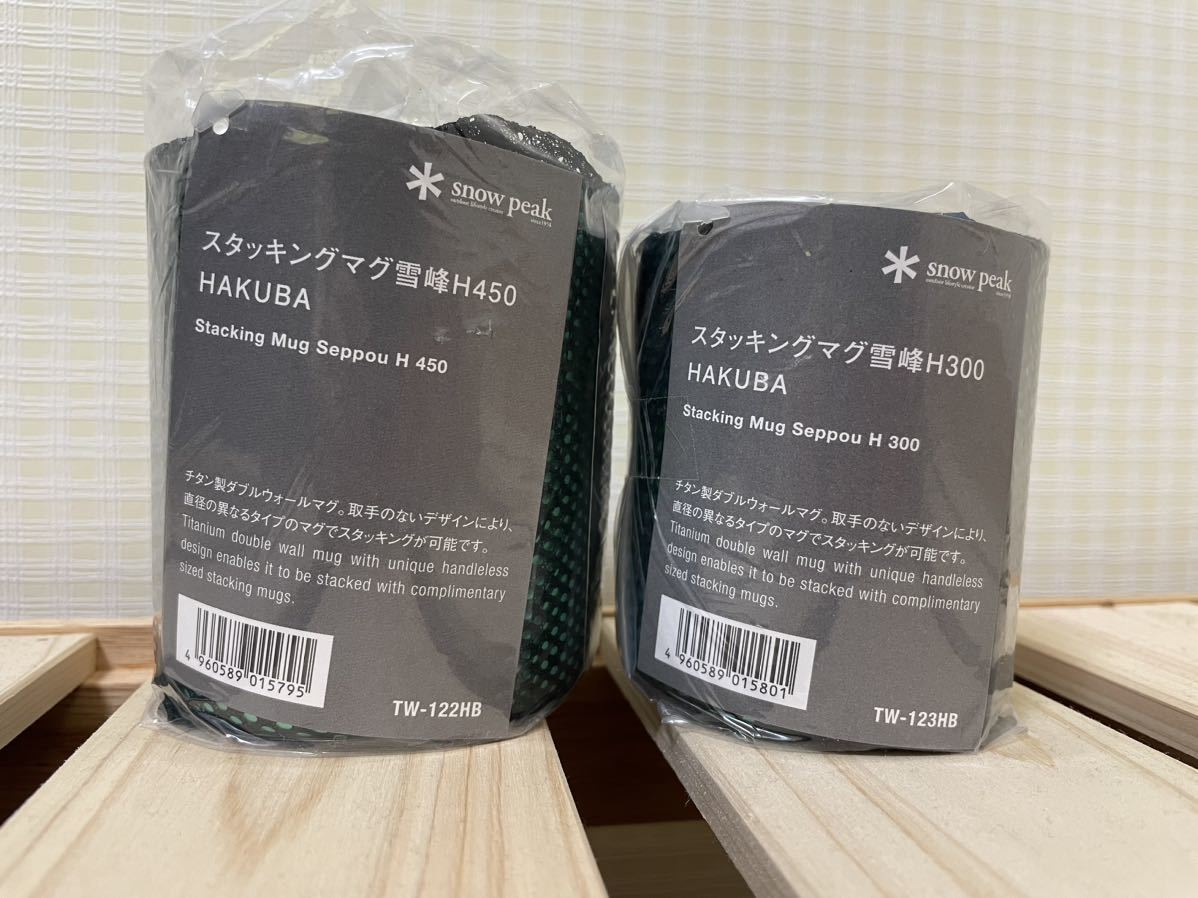 snow peak
outdoor lifestyle creator
since1958
スタッキングマグ雪峰H450
HAKUBA
Stacking Mug Seppou H 450
チタン製ダブルウォールマグ。取手のないデザインにより、
直径の異なるタイプのマグでスタッキングが可能です。
Titanium double wall mug with unique handleless
design enables it to be stacked with complimentary
sized stacking mugs.
4 960589 015795
TW-122HB
snow peak
outdoor lifestyle creator
since1958
スタッキングマグ雪峰H300
HAKUBA
Stacking Mug Seppou H 300
チタン製ダブルウォールマグ。取手のないデザインにより、
直径の異なるタイプのマグでスタッキングが可能です。
Titanium double wall mug with unique handleless
design enables it to be stacked with complimentary
sized stacking mugs.
4 960589 015801
TW-123HB